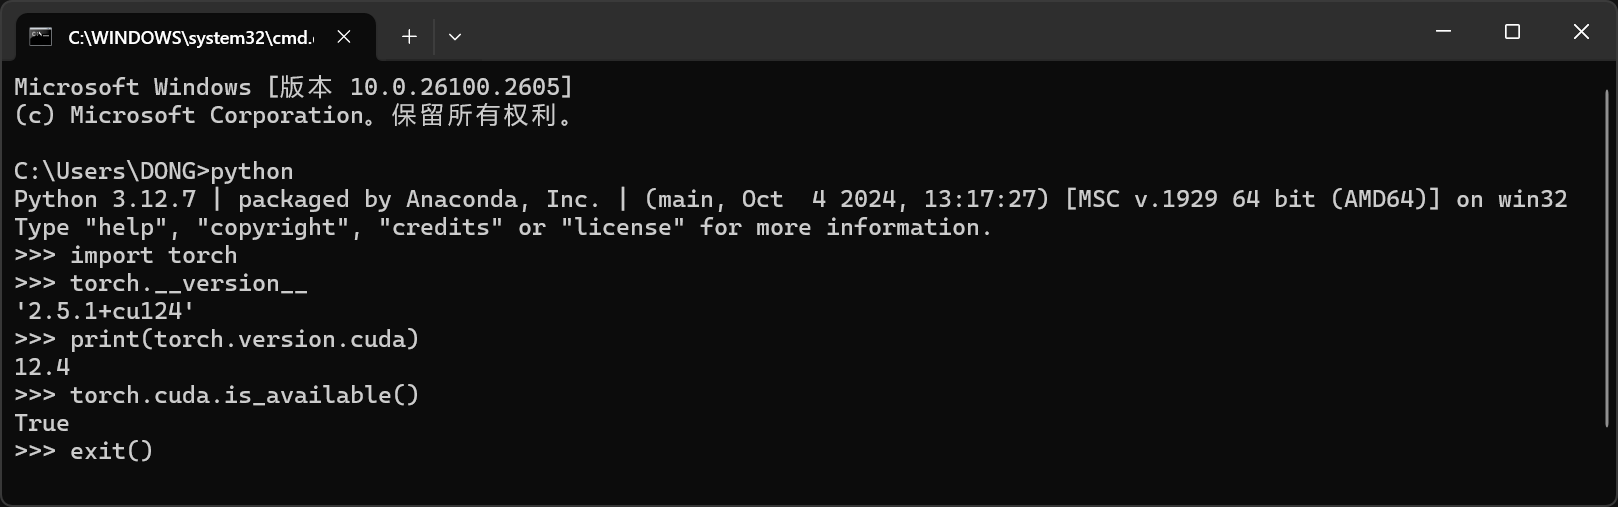 C:\WINDOWS\system32\cmd.
Microsoft Windows [版本 10.0.26100.2605]
(c) Microsoft Corporation。保留所有权利。
C:\Users\DONG>python
Python 3.12.7 | packaged by Anaconda, Inc. | (main, Oct  4 2024, 13:17:27) [MSC v.1929 64 bit (AMD64)] on win32
Type "help", "copyright", "credits" or "license" for more information.
>>> import torch
>>> torch.__version__
'2.5.1+cu124'
>>> print(torch.version.cuda)
12.4
>>> torch.cuda.is_available()
True
>>> exit()